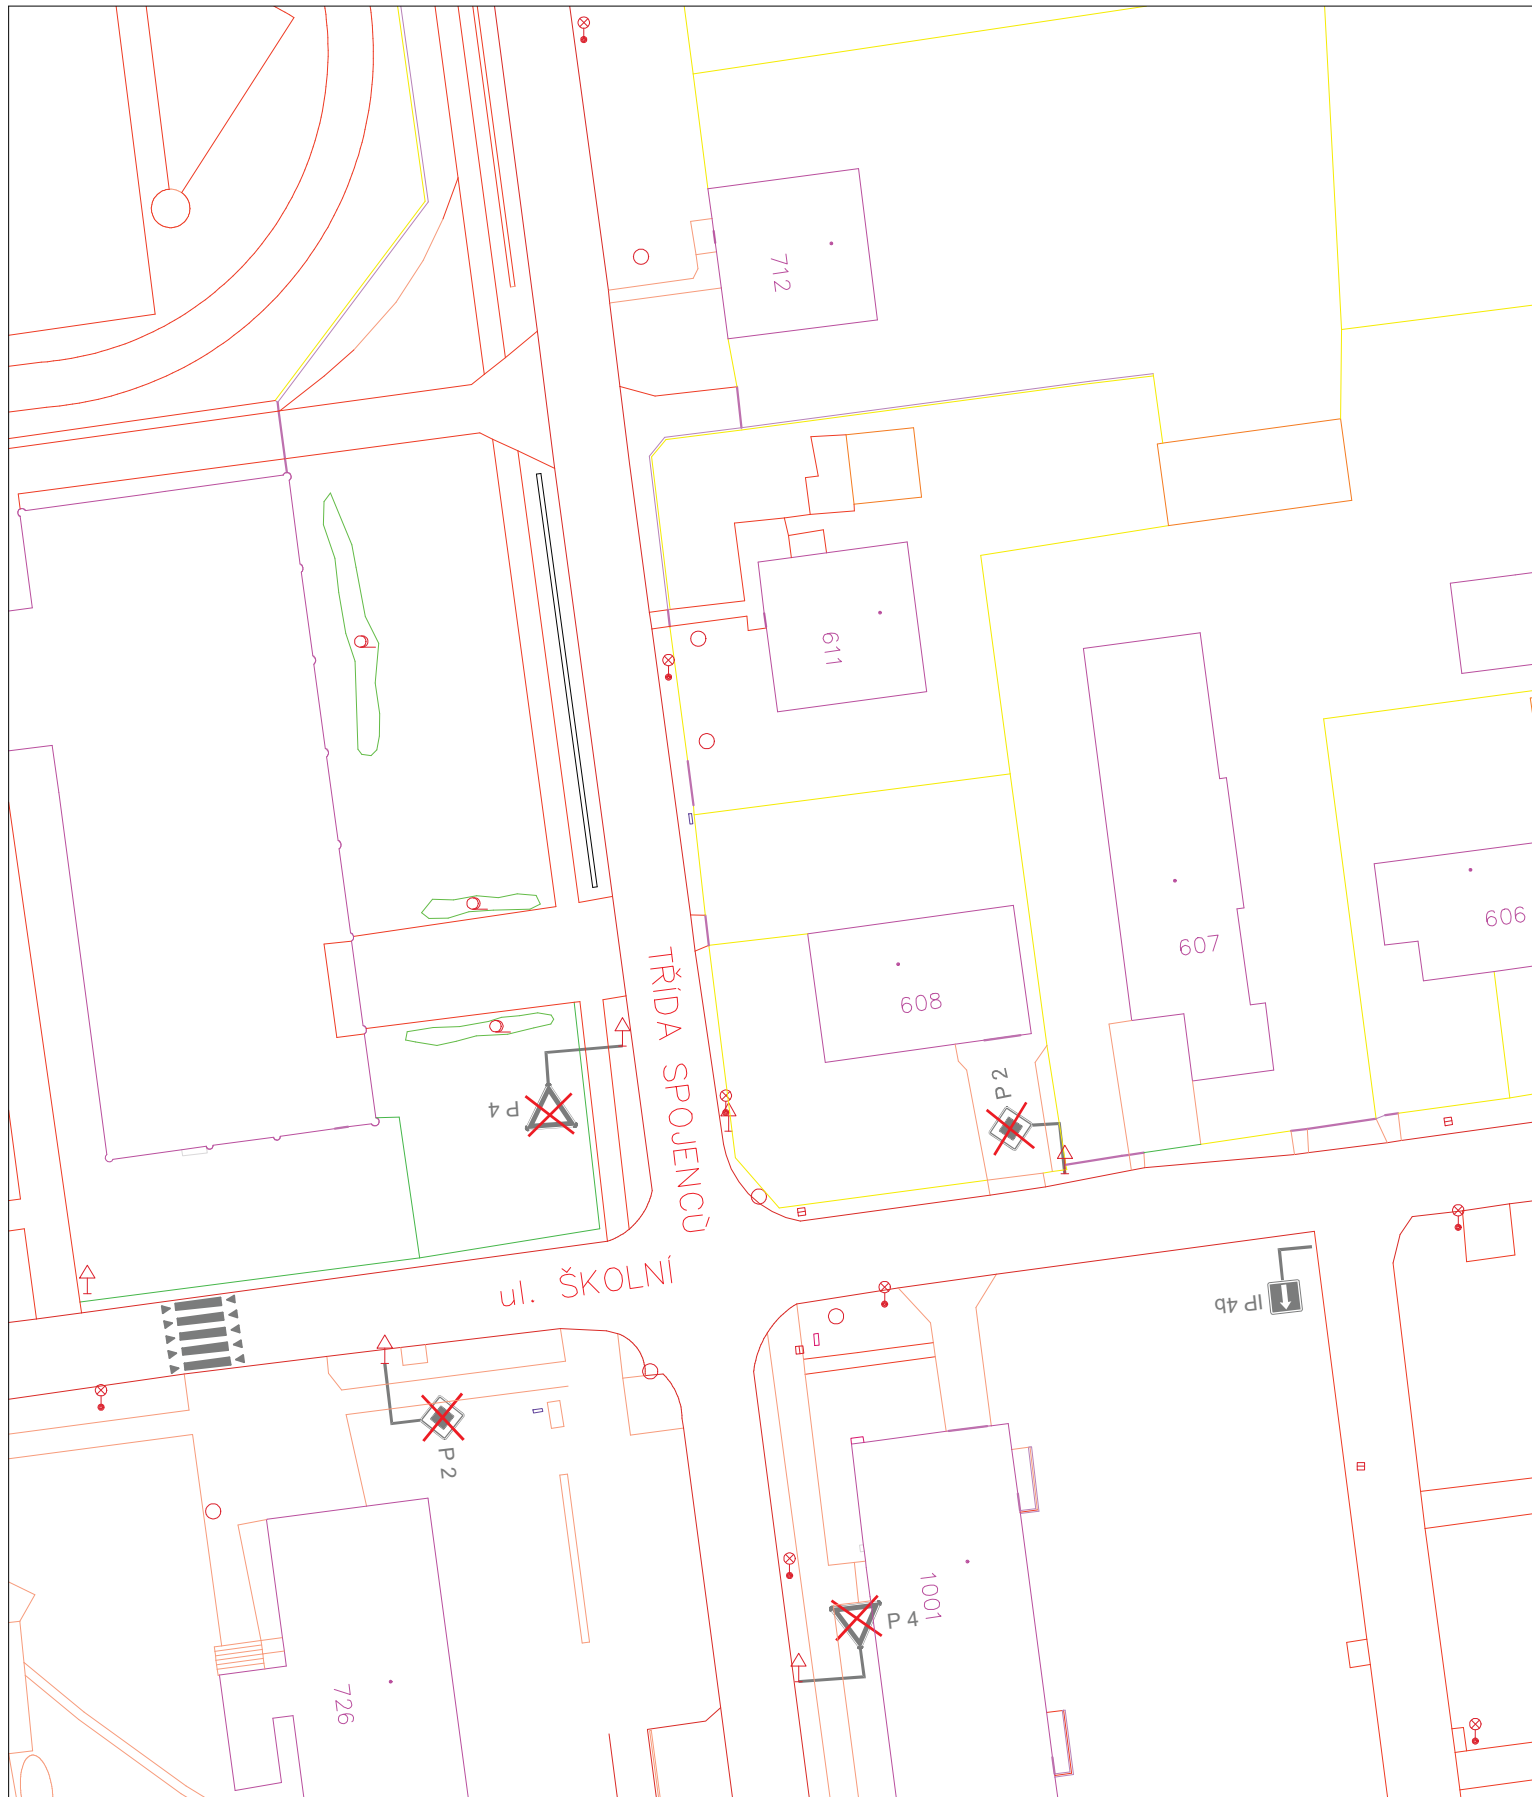 712
611
606
607
608
TŘÍDA SPOJENCŮ
P 4
P 2
ul. ŠKOLNÍ
IP 4b
P 2
1001
P 4
726